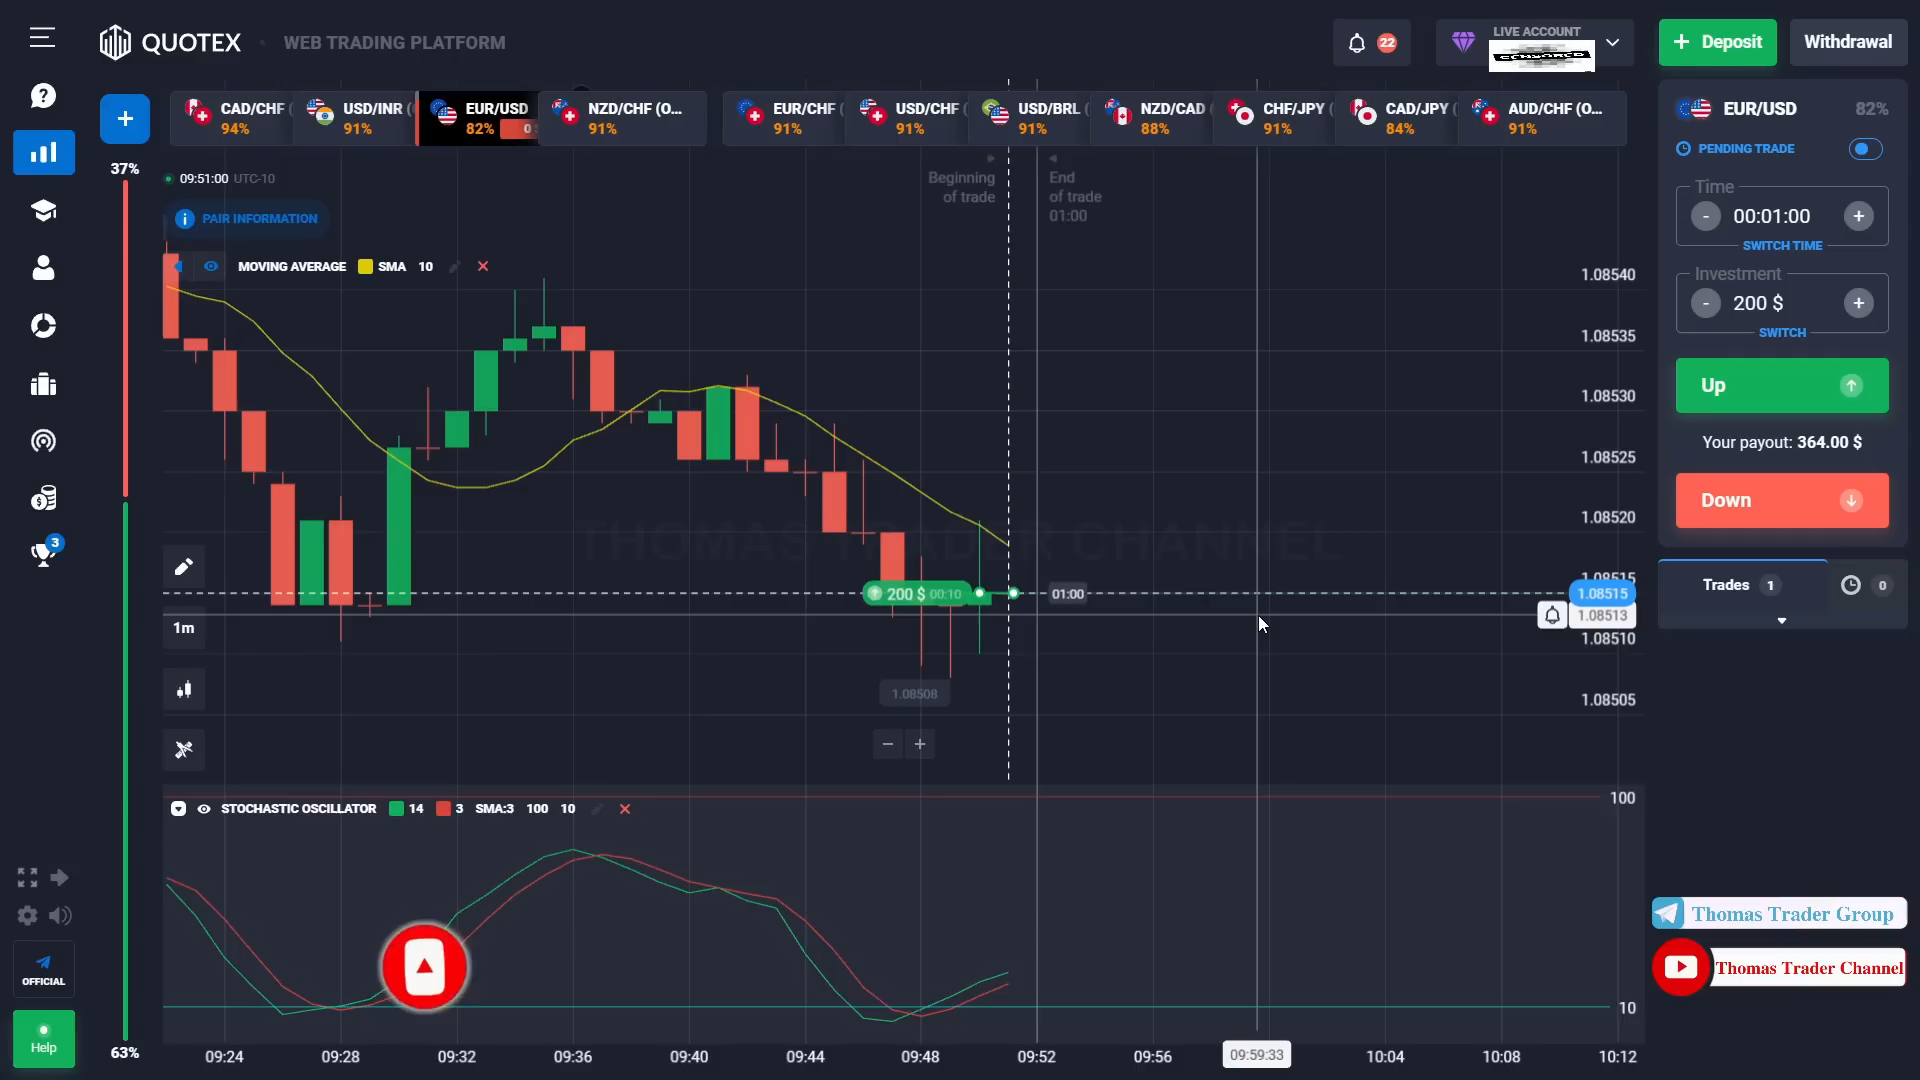 QUOTEX
WEB TRADING PLATFORM
22
LIVE ACCOUNT
CENSORED
Deposit
Withdrawal
CAD/CHF (
94%
USD/INR (
91%
EUR/USD
82%
0
NZD/CHF (O...
91%
EUR/CHF (
91%
USD/CHF (
91%
USD/BRL (
91%
NZD/CAD (
88%
CHF/JPY (
91%
CAD/JPY (
84%
AUD/CHF (O...
91%
EUR/USD 82%
PENDING TRADE
Time
- 00:01:00 +
SWITCH TIME
Investment
- 200 $ +
SWITCH
Up
Your payout: 364.00 $
Down
Trades 1
0
37%
63%
09:51:00 UTC-10
PAIR INFORMATION
Beginning
of trade
End
of trade
01:00
MOVING AVERAGE SMA 10
1.08540
1.08535
1.08530
1.08525
1.08520
1.08515
1.08515
1.08513
1.08510
1.08505
THOMAS TRADER CHANNEL
200 $ 00:10
01:00
1.08508
1m
3
STOCHASTIC OSCILLATOR 14 3 SMA:3 100 10
100
10
09:24 09:28 09:32 09:36 09:40 09:44 09:48 09:52 09:56 09:59:33 10:04 10:08 10:12
OFFICIAL
Help
Thomas Trader Group
Thomas Trader Channel